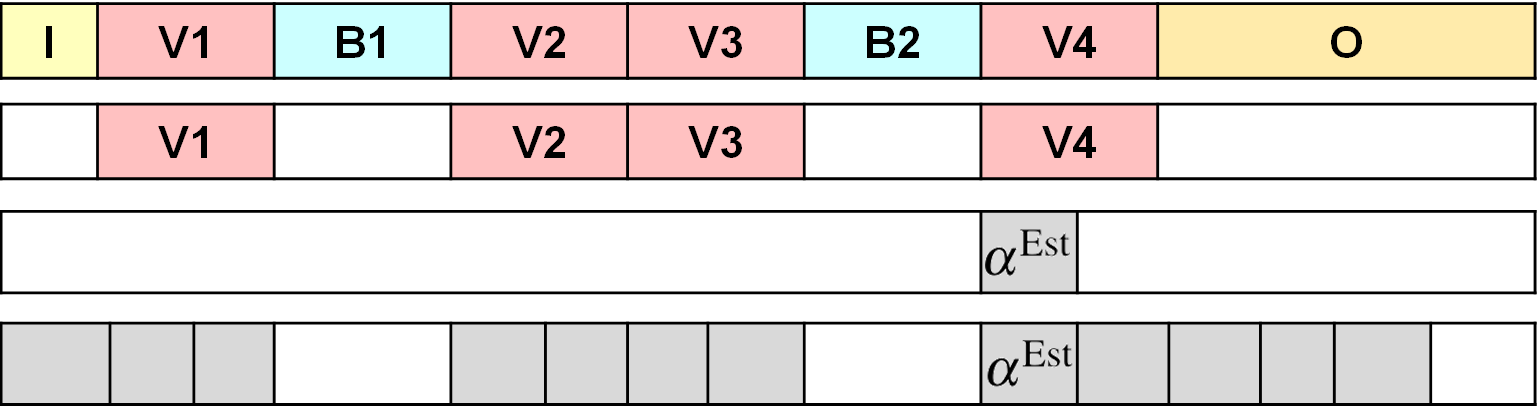 I V1 B1 V2 V3 B2 V4 O
V1 V2 V3 V4
α^Est
α^Est